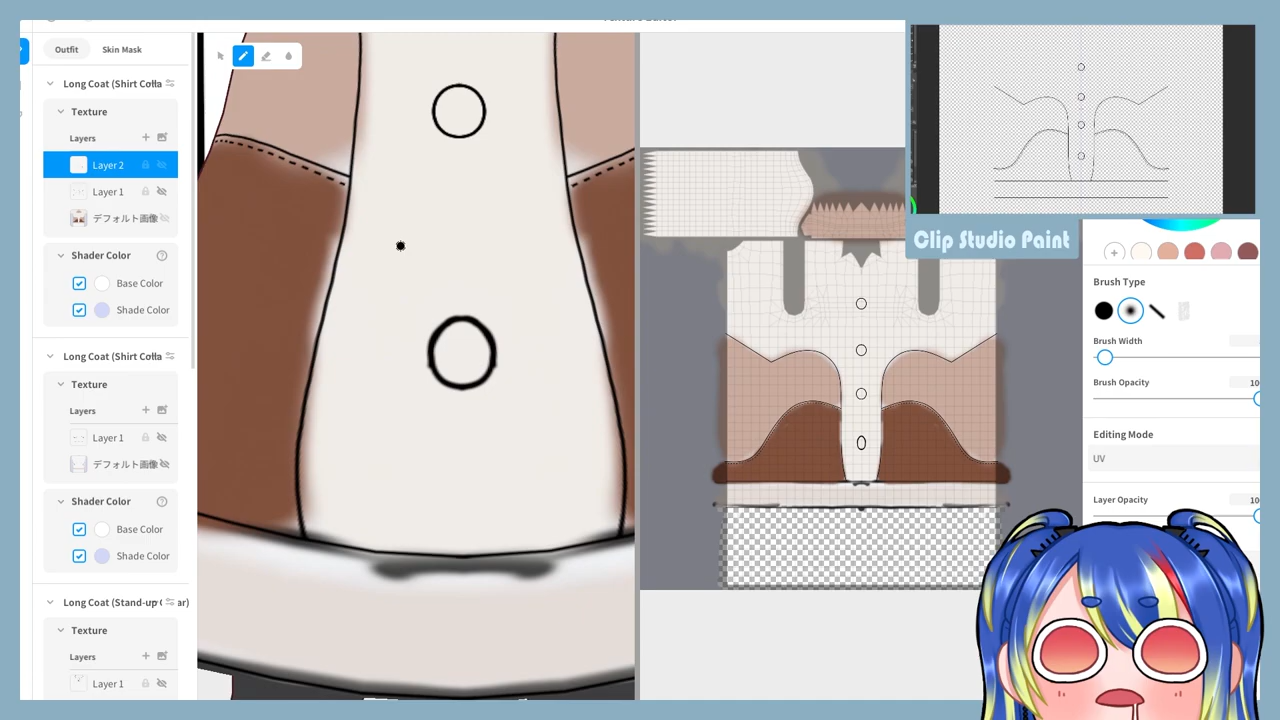 Outfit
Skin Mask
Long Coat (Shirt Colla
Texture
Layers
Layer 2
Layer 1
デフォルト画像
Shader Color
Base Color
Shade Color
Long Coat (Shirt Colla
Texture
Layers
Layer 1
デフォルト画像
Shader Color
Base Color
Shade Color
Long Coat (Stand-up
ar)
Texture
Layers
Layer 1
Clip Studio Paint
Brush Type
Brush Width
Brush Opacity
10
Editing Mode
UV
Layer Opacity
10